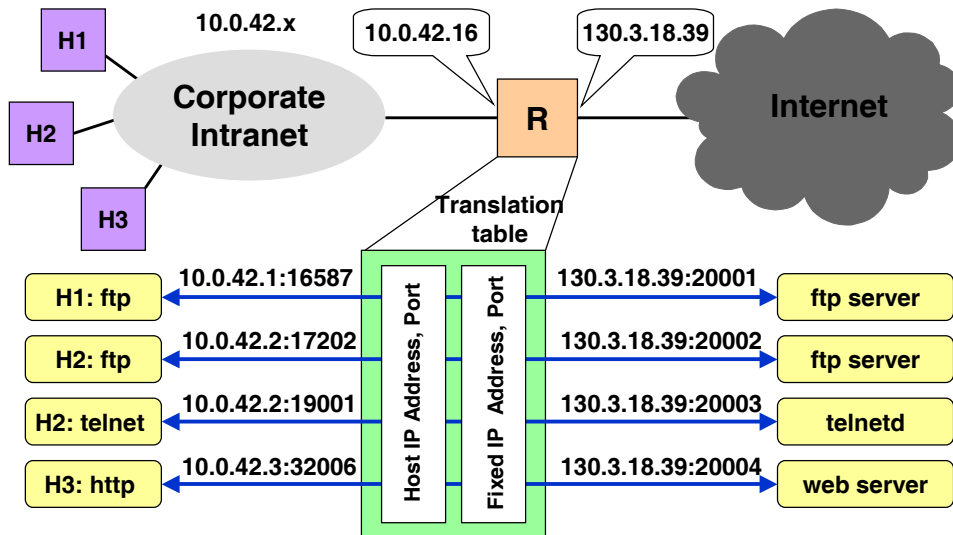 10.0.42.x
H1
10.0.42.16
130.3.18.39
Corporate
Intranet
R
Internet
H2
H3
Translation
table
H1: ftp
10.0.42.1:16587
130.3.18.39:20001
ftp server
H2: ftp
10.0.42.2:17202
130.3.18.39:20002
ftp server
H2: telnet
10.0.42.2:19001
130.3.18.39:20003
telnetd
H3: http
10.0.42.3:32006
130.3.18.39:20004
web server
Host IP Address, Port
Fixed IP Address, Port